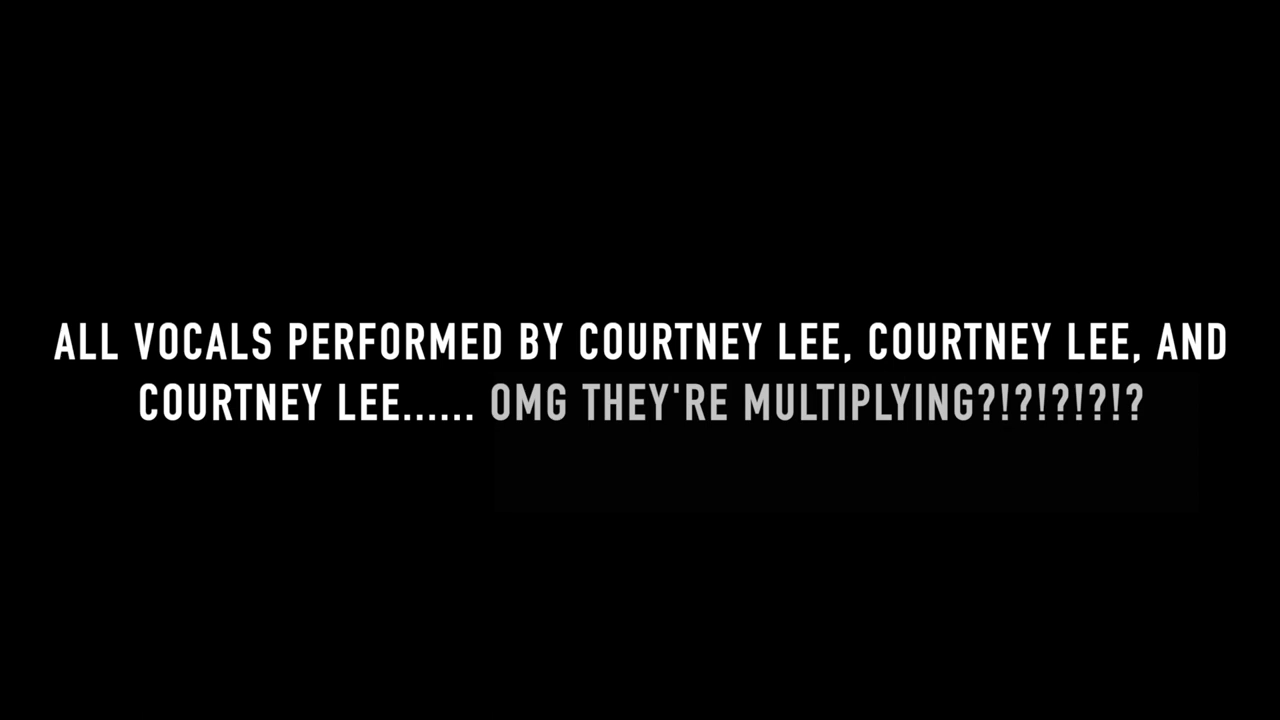 ALL VOCALS PERFORMED BY COURTNEY LEE, COURTNEY LEE, AND
COURTNEY LEE...... OMG THEY'RE MULTIPLYING?!?!?!?!?